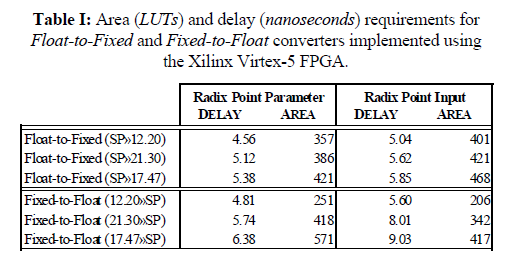 Table I: Area (LUTs) and delay (nanoseconds) requirements for
Float-to-Fixed and Fixed-to-Float converters implemented using
the Xilinx Virtex-5 FPGA.
Radix Point Parameter Radix Point Input
DELAY AREA DELAY AREA
Float-to-Fixed (SP»12.20) 4.56 357 5.04 401
Float-to-Fixed (SP»21.30) 5.12 386 5.62 421
Float-to-Fixed (SP»17.47) 5.38 421 5.85 468
Fixed-to-Float (12.20»SP) 4.81 251 5.60 206
Fixed-to-Float (21.30»SP) 5.74 418 8.01 342
Fixed-to-Float (17.47»SP) 6.38 571 9.03 417